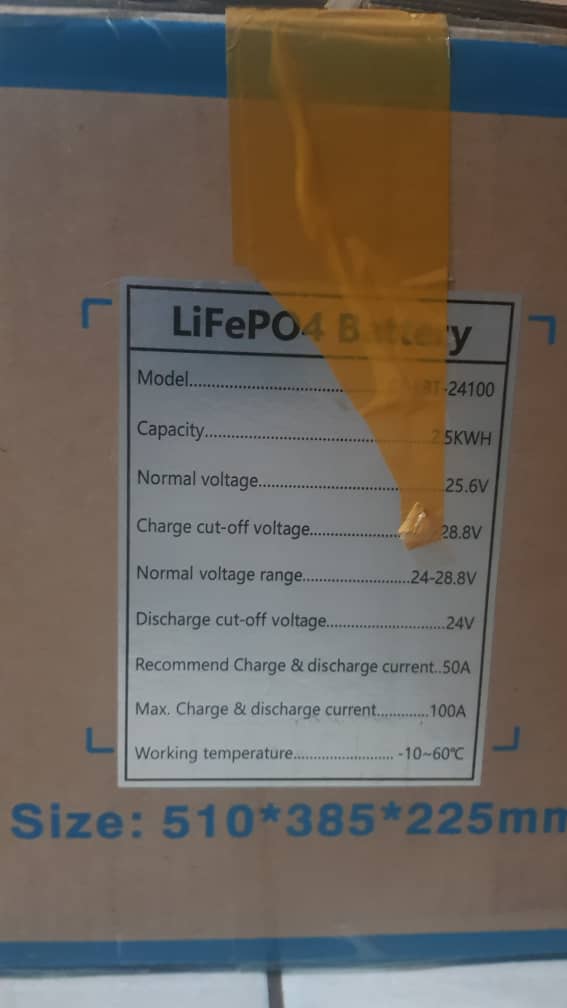 LiFePO4 Battery
Model.......................................-24100
Capacity.......................................2.5KWH
Normal voltage.................................25.6V
Charge cut-off voltage......................28.8V
Normal voltage range........................24-28.8V
Discharge cut-off voltage...........................24V
Recommend Charge & discharge current..50A
Max. Charge & discharge current.............100A
Working temperature......................... -10~60℃
Size: 510*385*225mm